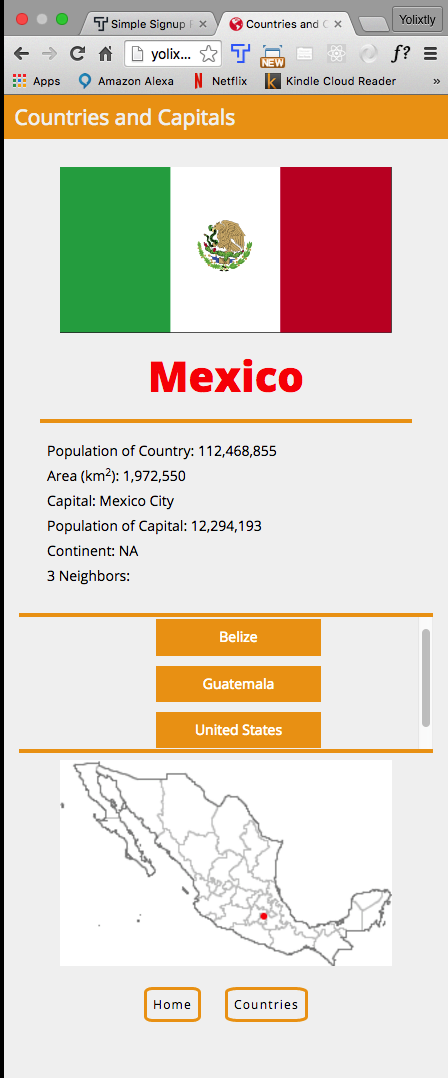 Simple Signup F
Countries and C
Yolixtly
yolix...
NEW
f?
Apps
Amazon Alexa
Netflix
Kindle Cloud Reader
»
Countries and Capitals
Mexico
Population of Country: 112,468,855
Area (km²): 1,972,550
Capital: Mexico City
Population of Capital: 12,294,193
Continent: NA
3 Neighbors:
Belize
Guatemala
United States
Home
Countries